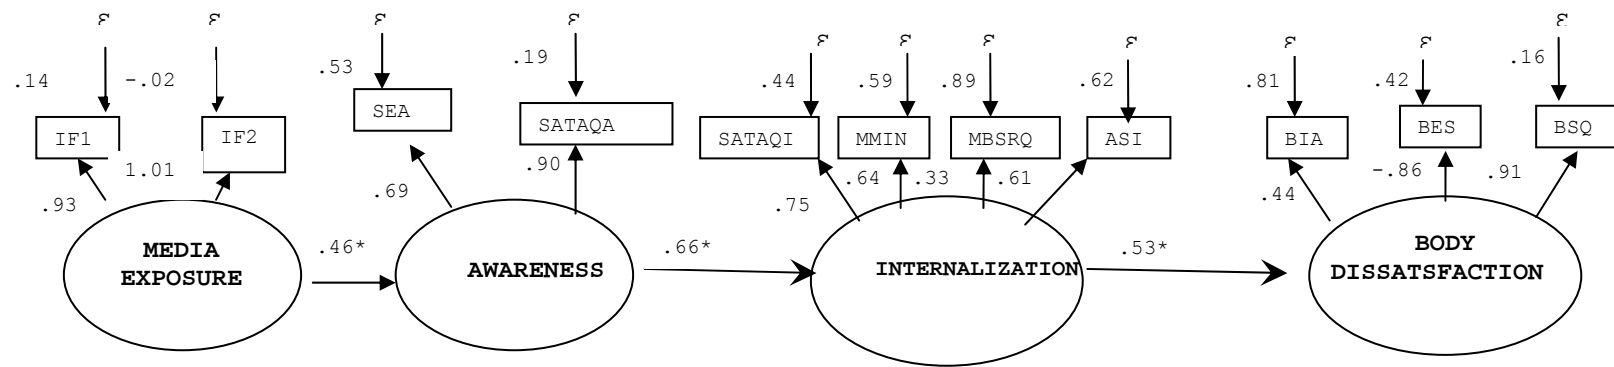 ε ε ε ε ε ε ε ε ε ε ε
.14 -.02 .53 .19 .44 .59 .89 .62 .81 .42 .16
IF1 IF2 SEA SATAQA SATAQI MMIN MBSRQ ASI BIA BES BSQ
.93 1.01 .69 .90 .75 .64 .33 .61 .44 -.86 .91
MEDIA
EXPOSURE
.46*
AWARENESS
.66*
INTERNALIZATION
.53*
BODY
DISSATSFACTION